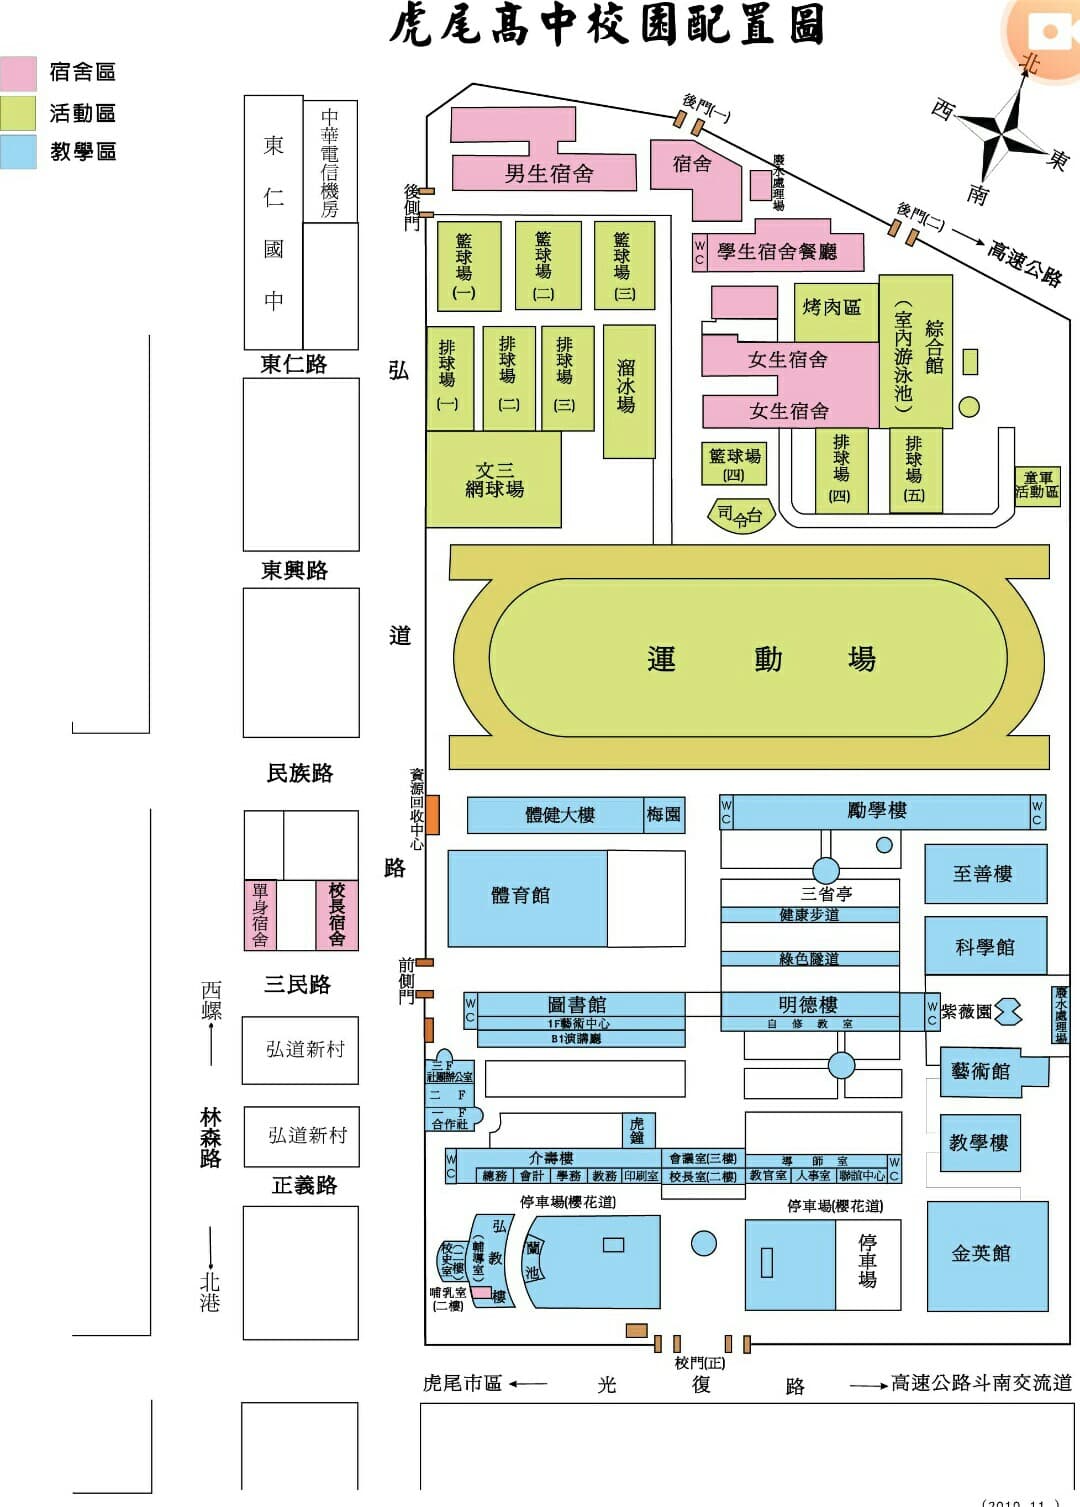 虎尾高中校園配置圖
宿舍區
活動區
教學區
北
西
東
南
東仁國中
中華電信機房
後門(一)
男生宿舍
宿舍
廢水處理場
後側門
後門(二)
高速公路
WC
學生宿舍餐廳
籃球場(一)
籃球場(二)
籃球場(三)
烤肉區
綜合館
(室內游泳池)
東仁路
弘
道
路
排球場(一)
排球場(二)
排球場(三)
溜冰場
女生宿舍
女生宿舍
文三
網球場
籃球場
(四)
排球場(四)
排球場(五)
童軍
活動區
司令台
東興路
運動場
民族路
資源回收中心
體健大樓
梅園
WC
勵學樓
WC
單身宿舍
校長宿舍
體育館
三省亭
健康步道
綠色隧道
至善樓
科學館
前側門
三民路
西螺
WC
圖書館
1F藝術中心
B1演講廳
明德樓
自修教室
WC
紫薇園
廢水處理場
弘道新村
三F
社團辦公室
二F
一F
合作社
藝術館
林森路
弘道新村
虎鐘
教學樓
正義路
WC
介壽樓
總務
會計
學務
教務
印刷室
會議室(三樓)
校長室(二樓)
導師室
教官室
人事室
聯誼中心
WC
停車場(櫻花道)
停車場(櫻花道)
北港
校史室
(二樓)
(輔導室)
弘教樓
蘭池
哺乳室
(二樓)
停車場
金英館
校門(正)
虎尾市區
光復路
高速公路斗南交流道